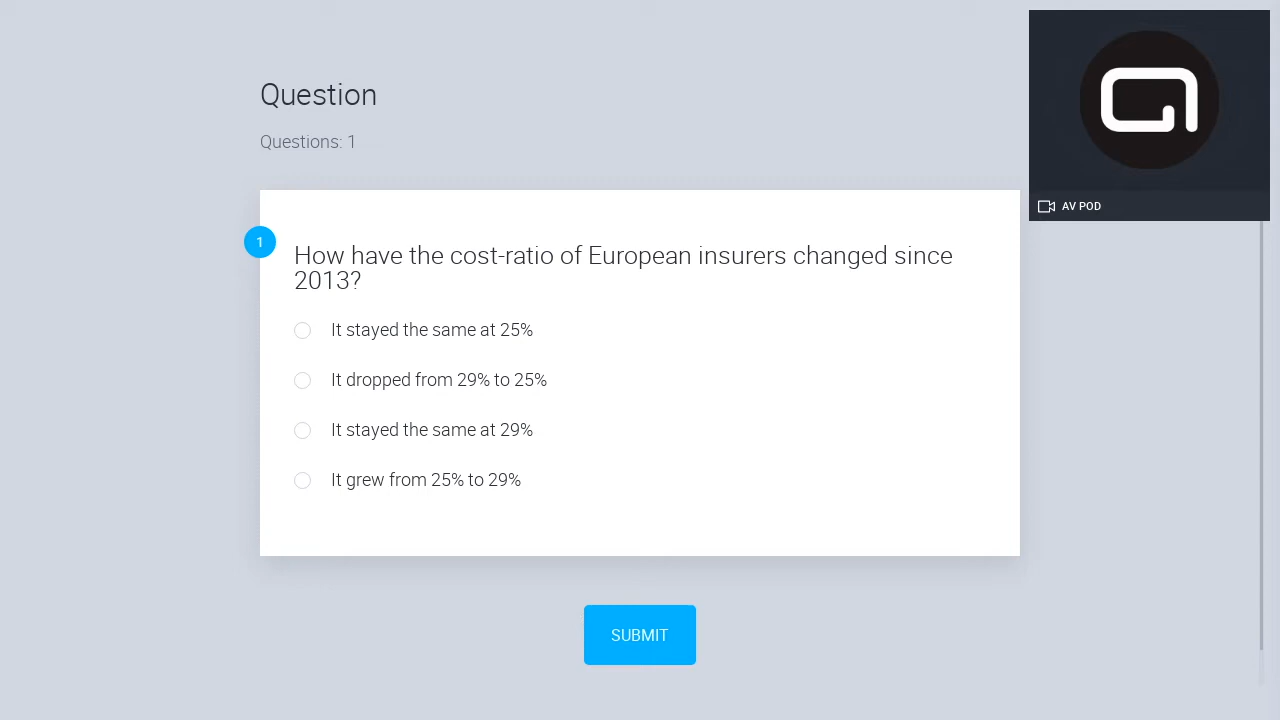 Question
Questions: 1
AV POD
1
How have the cost-ratio of European insurers changed since
2013?
It stayed the same at 25%
It dropped from 29% to 25%
It stayed the same at 29%
It grew from 25% to 29%
SUBMIT